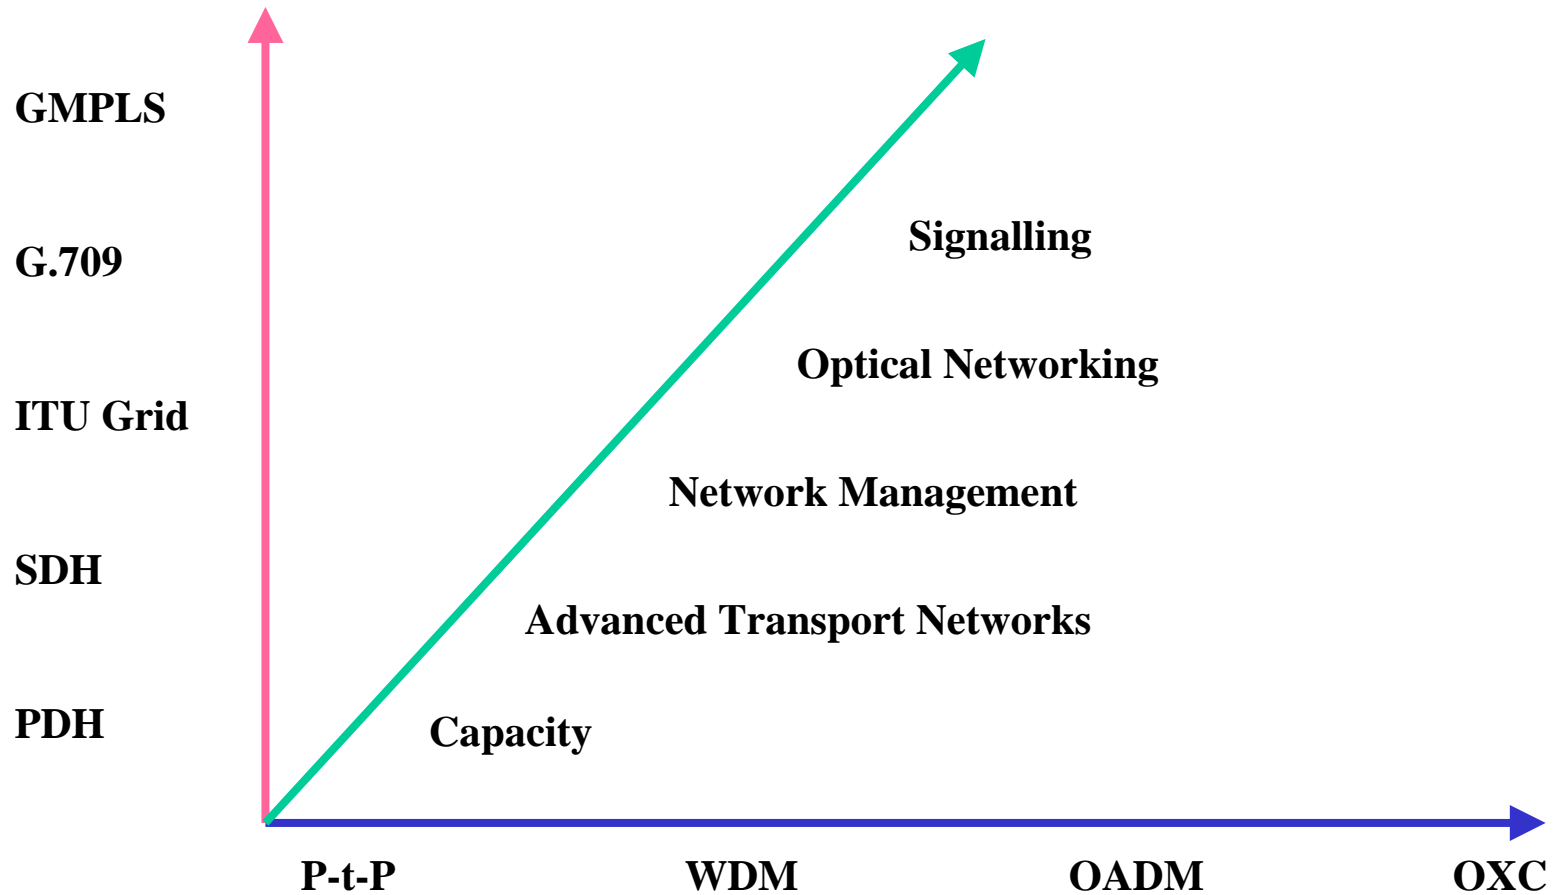 GMPLS
Signalling
G.709
Optical Networking
ITU Grid
Network Management
SDH
Advanced Transport Networks
PDH
Capacity
P-t-P WDM OADM OXC